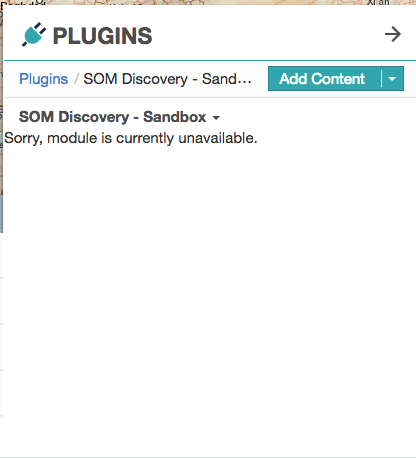 PLUGINS
Plugins / SOM Discovery - Sand... Add Content
SOM Discovery - Sandbox
Sorry, module is currently unavailable.